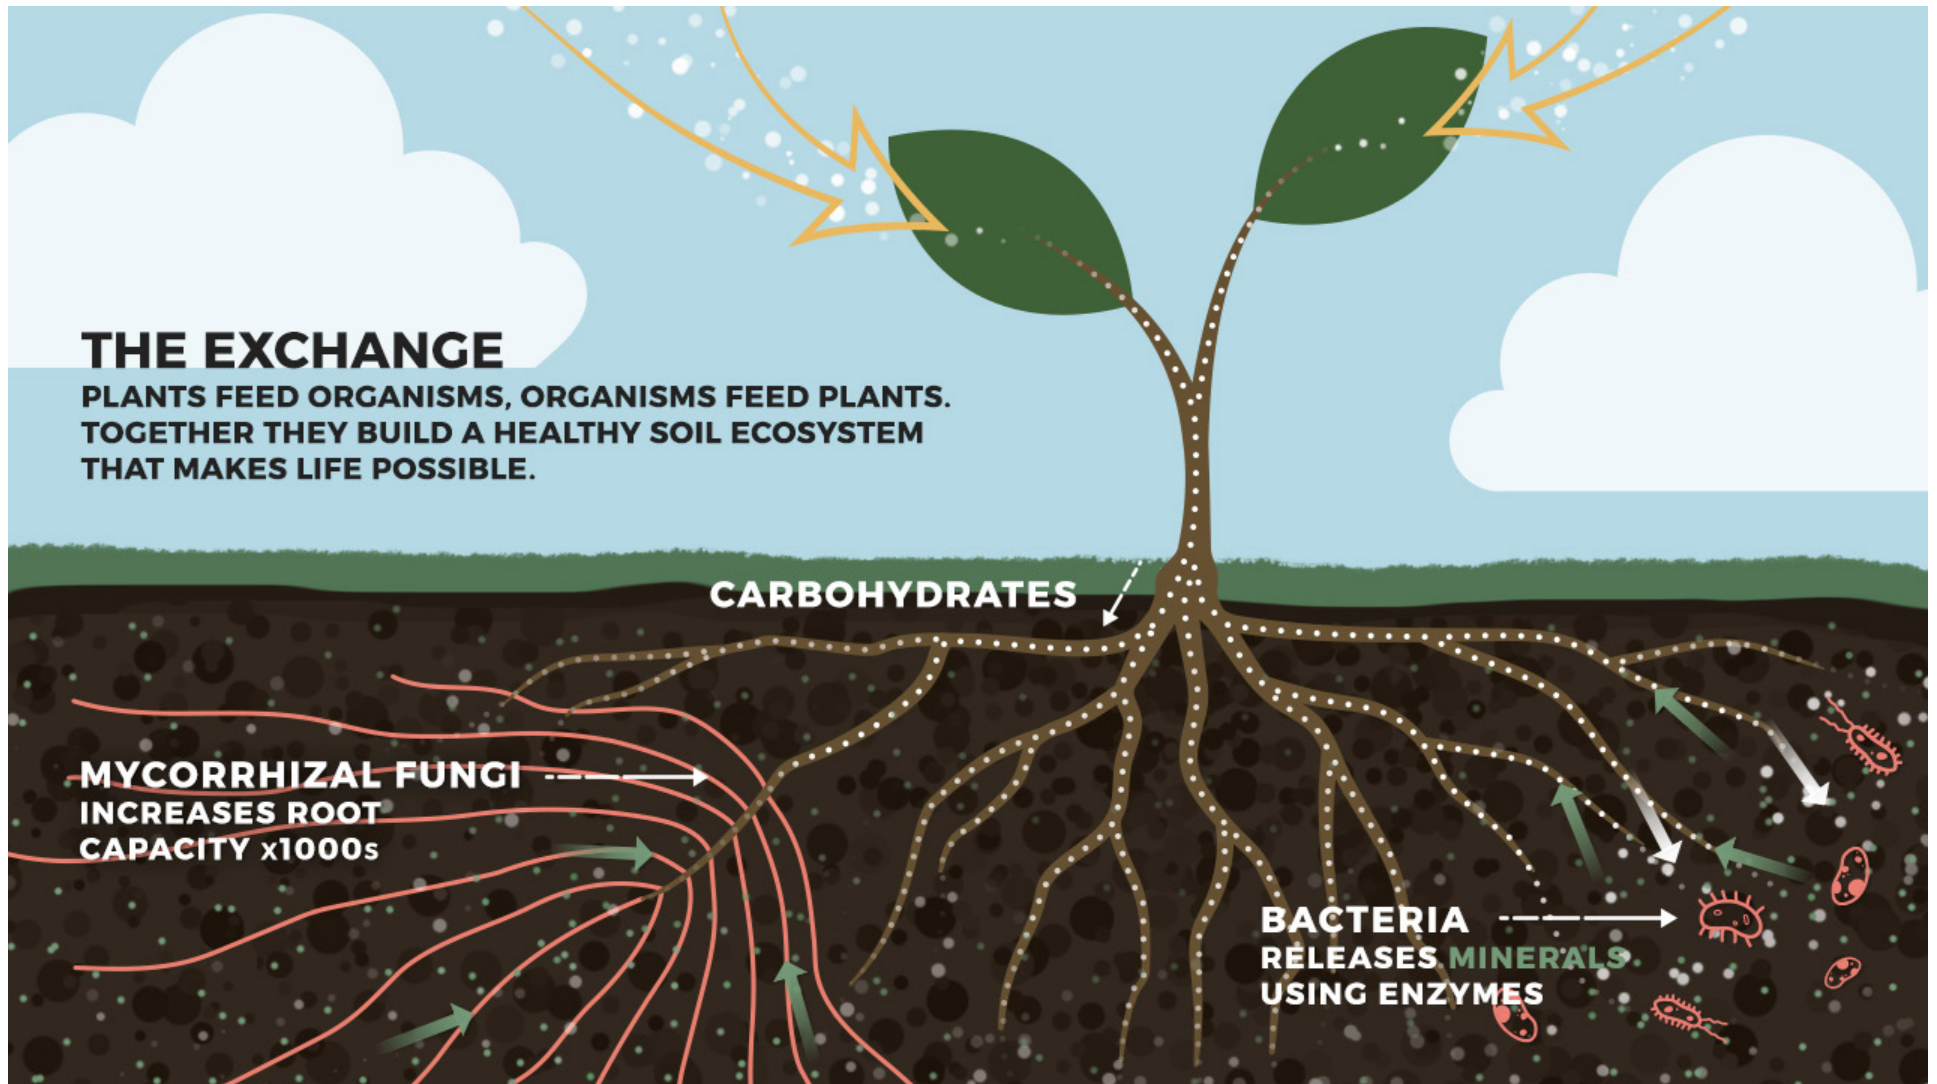 THE EXCHANGE
PLANTS FEED ORGANISMS, ORGANISMS FEED PLANTS.
TOGETHER THEY BUILD A HEALTHY SOIL ECOSYSTEM
THAT MAKES LIFE POSSIBLE.
CARBOHYDRATES
MYCORRHIZAL FUNGI
INCREASES ROOT
CAPACITY x1000s
BACTERIA
RELEASES MINERALS
USING ENZYMES